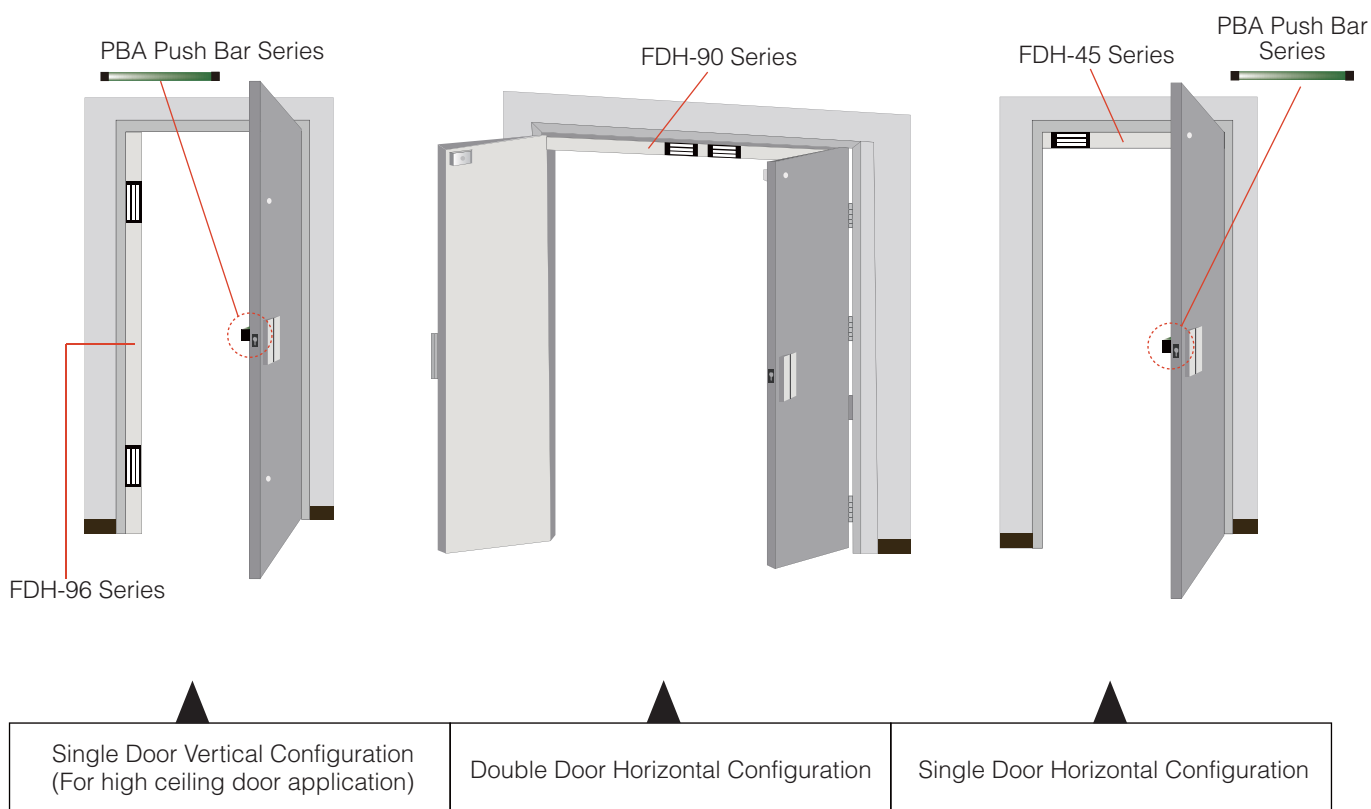 PBA Push Bar Series
FDH-90 Series
FDH-45 Series
PBA Push Bar
Series
FDH-96 Series
Single Door Vertical Configuration
(For high ceiling door application)
Double Door Horizontal Configuration
Single Door Horizontal Configuration